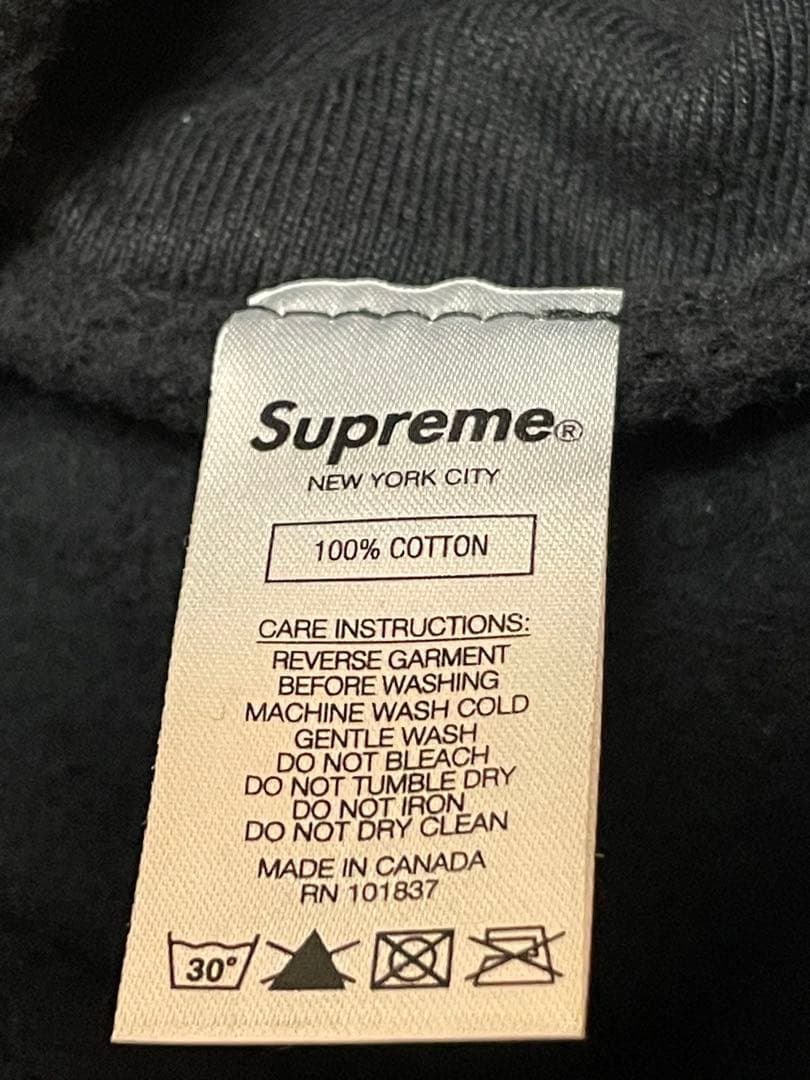 Supreme®
NEW YORK CITY
100% COTTON
CARE INSTRUCTIONS:
REVERSE GARMENT
BEFORE WASHING
MACHINE WASH COLD
GENTLE WASH
DO NOT BLEACH
DO NOT TUMBLE DRY
DO NOT IRON
DO NOT DRY CLEAN
MADE IN CANADA
RN 101837
30°